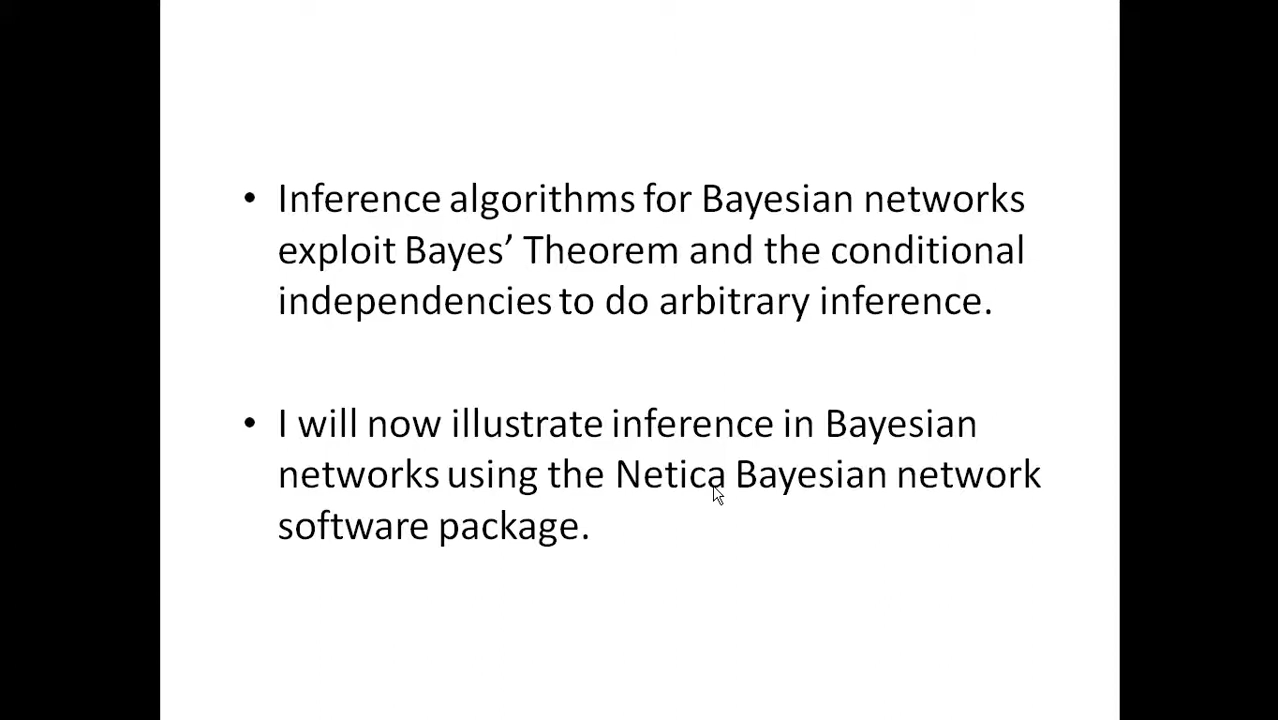 • Inference algorithms for Bayesian networks
exploit Bayes’ Theorem and the conditional
independencies to do arbitrary inference.
• I will now illustrate inference in Bayesian
networks using the Netica Bayesian network
software package.